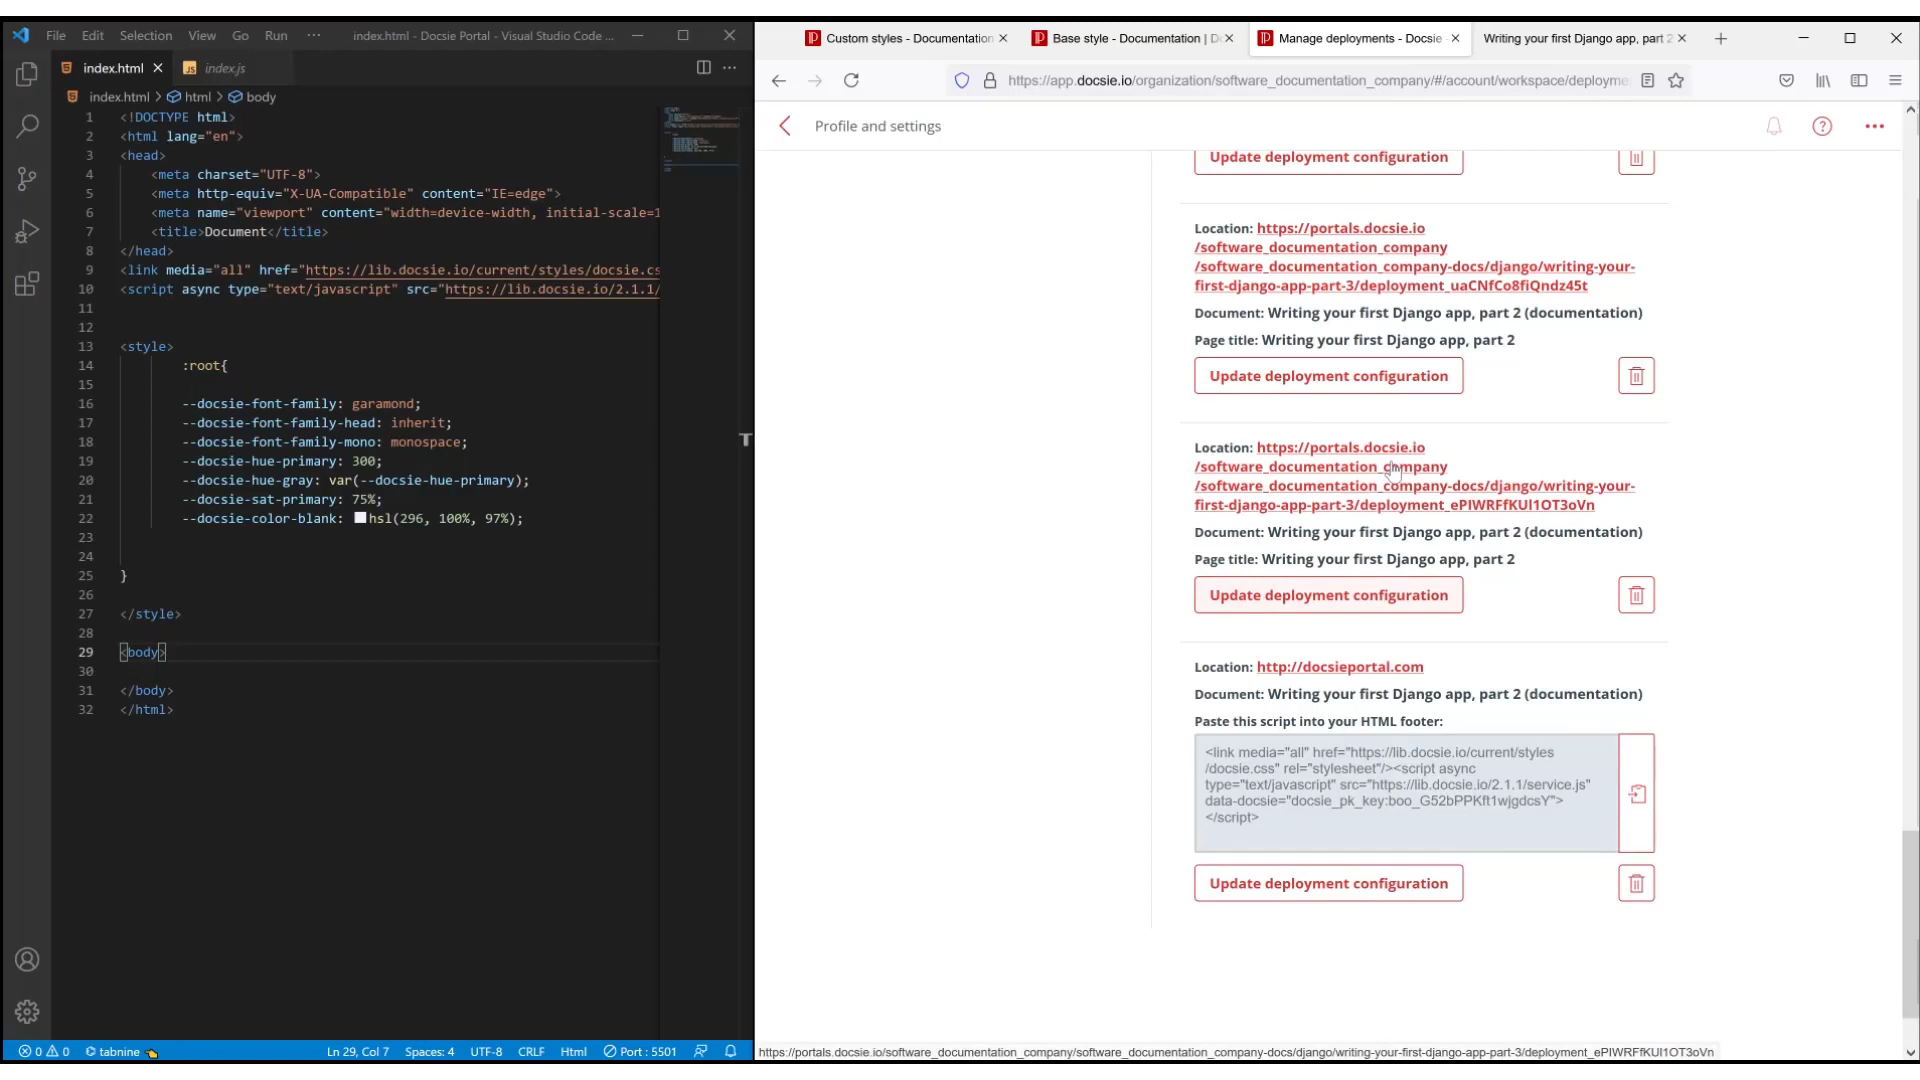 File Edit Selection View Go Run ··· index.html - Docsie Portal - Visual Studio Code ...
index.html
index.js
index.html > html > body
1 <!DOCTYPE html>
2 <html lang="en">
3 <head>
4 <meta charset="UTF-8">
5 <meta http-equiv="X-UA-Compatible" content="IE=edge">
6 <meta name="viewport" content="width=device-width, initial-scale=1
7 <title>Document</title>
8 </head>
9 <link media="all" href="https://lib.docsie.io/current/styles/docsie.cs
10 <script async type="text/javascript" src="https://lib.docsie.io/2.1.1/
11
12
13 <style>
14 :root{
15
16 --docsie-font-family: garamond;
17 --docsie-font-family-head: inherit;
18 --docsie-font-family-mono: monospace;
19 --docsie-hue-primary: 300;
20 --docsie-hue-gray: var(--docsie-hue-primary);
21 --docsie-sat-primary: 75%;
22 --docsie-color-blank: hsl(296, 100%, 97%);
23
24
25 }
26
27 </style>
28
29 <body>
30
31 </body>
32 </html>
0 0 tabnine Ln 29, Col 7 Spaces: 4 UTF-8 CRLF Html Port : 5501
Custom styles - Documentation
Base style - Documentation | D
Manage deployments - Docsie
Writing your first Django app, part 2
https://app.docsie.io/organization/software_documentation_company/#/account/workspace/deployme
Profile and settings
Update deployment configuration
Location: https://portals.docsie.io
/software_documentation_company
/software_documentation_company-docs/django/writing-your-
first-django-app-part-3/deployment_uaCNfCo8fiQndz45t
Document: Writing your first Django app, part 2 (documentation)
Page title: Writing your first Django app, part 2
Update deployment configuration
Location: https://portals.docsie.io
/software_documentation_company
/software_documentation_company-docs/django/writing-your-
first-django-app-part-3/deployment_ePIWRFfKUl1OT3oVn
Document: Writing your first Django app, part 2 (documentation)
Page title: Writing your first Django app, part 2
Update deployment configuration
Location: http://docsieportal.com
Document: Writing your first Django app, part 2 (documentation)
Paste this script into your HTML footer:
<link media="all" href="https://lib.docsie.io/current/styles
/docsie.css" rel="stylesheet"/><script async
type="text/javascript" src="https://lib.docsie.io/2.1.1/service.js"
data-docsie="docsie_pk_key:boo_G52bPPKft1wjgdcsY">
</script>
Update deployment configuration
https://portals.docsie.io/software_documentation_company/software_documentation_company-docs/django/writing-your-first-django-app-part-3/deployment_ePIWRFfKUl1OT3oVn